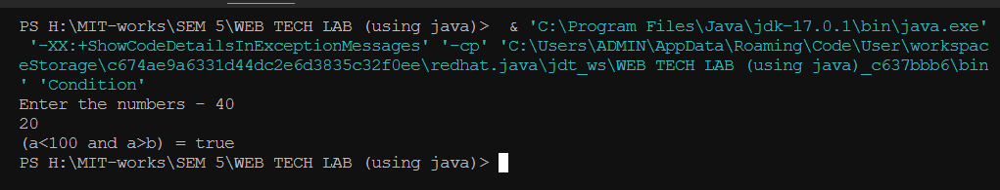 PS H:\MIT-works\SEM 5\WEB TECH LAB (using java)>  & 'C:\Program Files\Java\jdk-17.0.1\bin\java.exe'
 '-XX:+ShowCodeDetailsInExceptionMessages' '-cp' 'C:\Users\ADMIN\AppData\Roaming\Code\User\workspac
eStorage\c674ae9a6331d44dc2e6d3835c32f0ee\redhat.java\jdt_ws\WEB TECH LAB (using java)_c637bbb6\bin
' 'Condition'
Enter the numbers - 40
20
(a<100 and a>b) = true
PS H:\MIT-works\SEM 5\WEB TECH LAB (using java)>